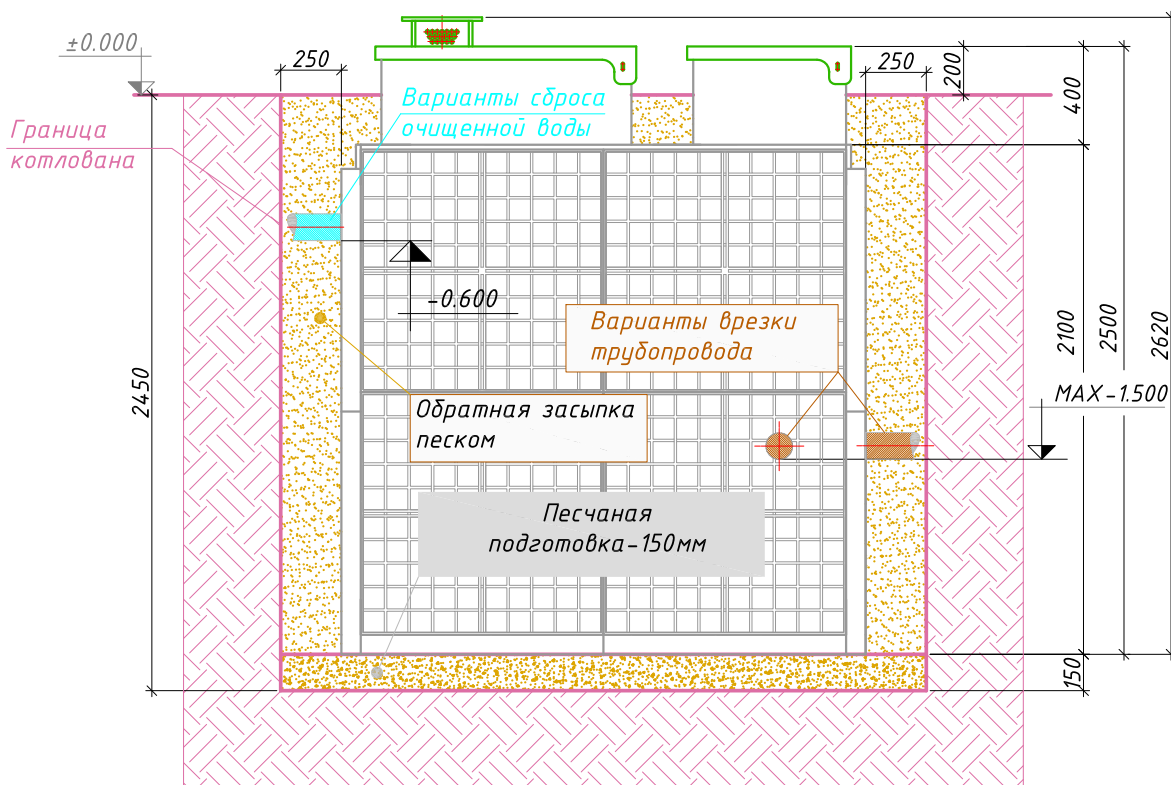 ±0.000
250
250
200
400
Варианты сброса
очищенной воды
Граница
котлована
-0.600
Варианты врезки
трубопровода
2100
2500
2620
2450
MAX-1.500
Обратная засыпка
песком
Песчаная
подготовка-150мм
150